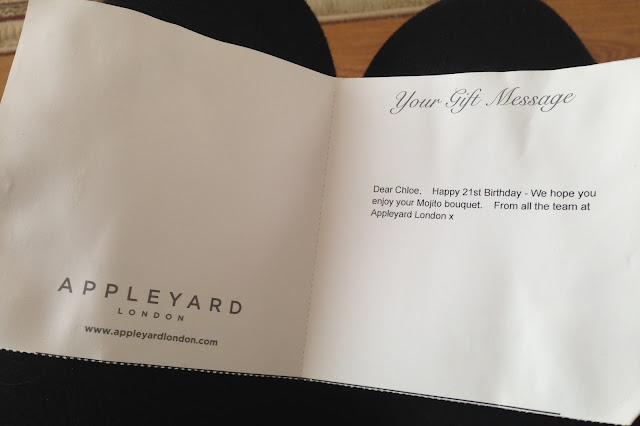 APPLEYARD
LONDON
www.appleyardlondon.com
Your Gift Message
Dear Chloe,    Happy 21st Birthday - We hope you
enjoy your Mojito bouquet.    From all the team at
Appleyard London x